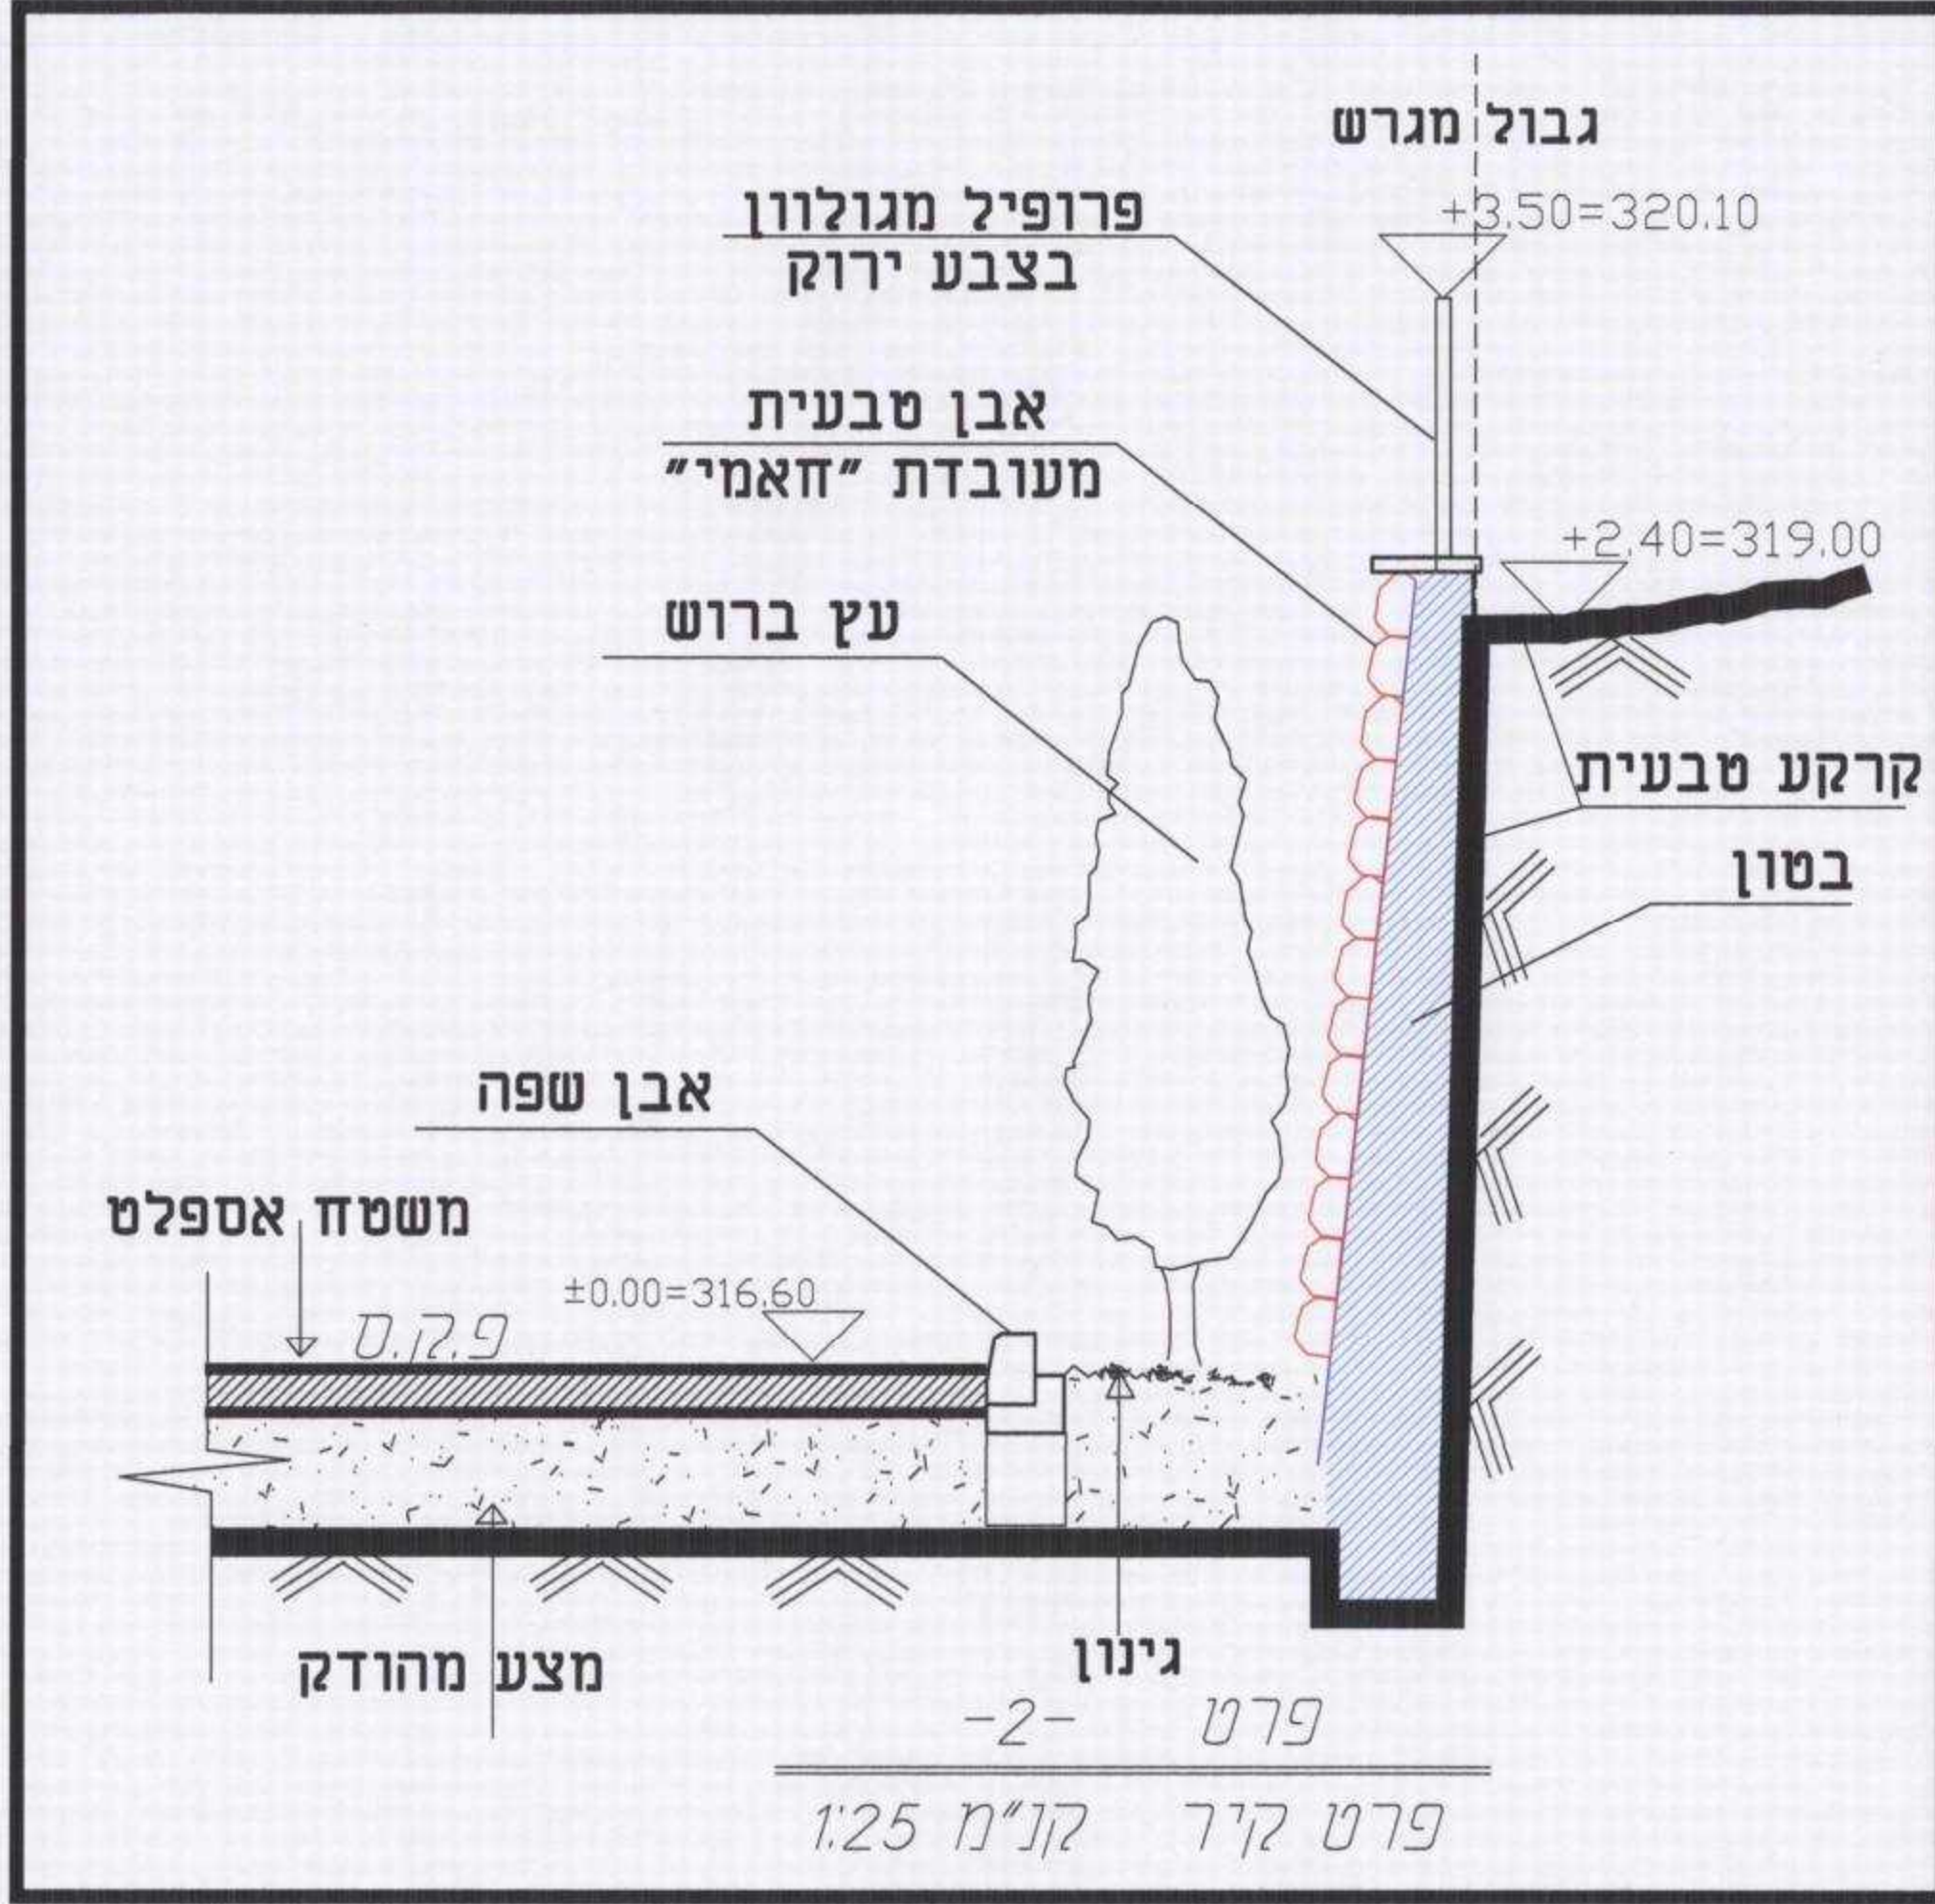 גבול מגרש
+3.50=320.10
פרופיל מגולוון
בצבע ירוק
אבן טבעית
מעובדת "חאמי"
+2.40=319.00
עץ ברוש
קרקע טבעית
בטון
אבן שפה
משטח אספלט
±0.00=316.60
פ.ק.ס
מצע מהודק
גינון
פרט -2-
פרט קיר קנ"מ 1:25